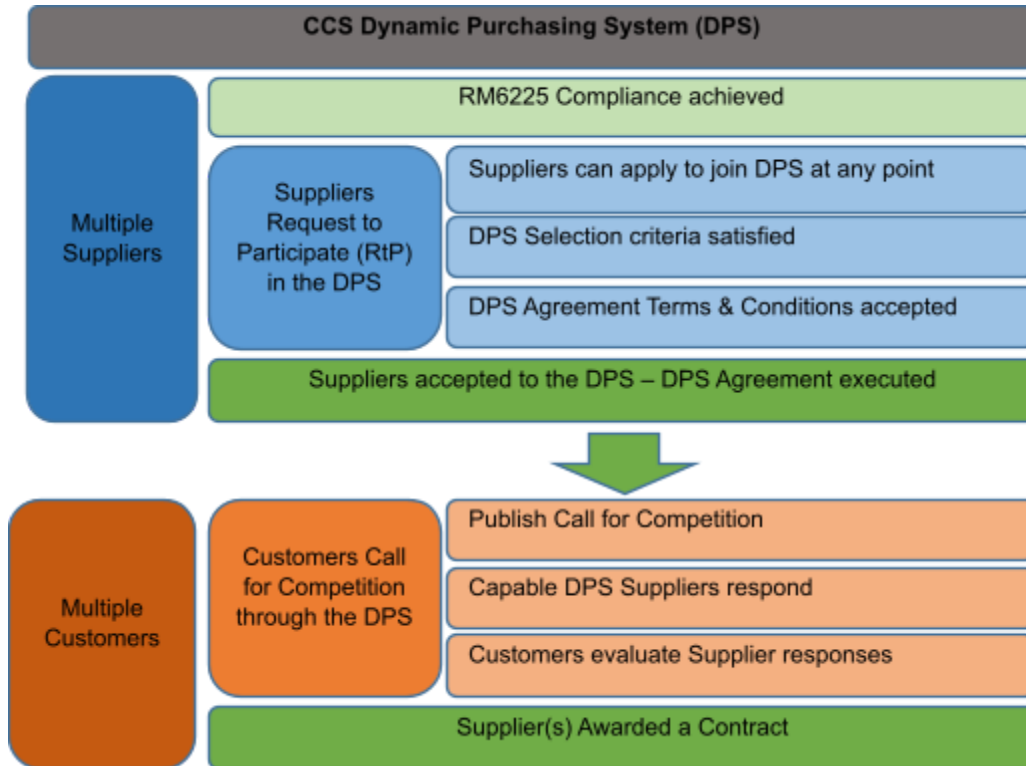 CCS Dynamic Purchasing System (DPS)
RM6225 Compliance achieved
Multiple
Suppliers
Suppliers
Request to
Participate (RtP)
in the DPS
Suppliers can apply to join DPS at any point
DPS Selection criteria satisfied
DPS Agreement Terms & Conditions accepted
Suppliers accepted to the DPS – DPS Agreement executed
Multiple
Customers
Customers Call
for Competition
through the DPS
Publish Call for Competition
Capable DPS Suppliers respond
Customers evaluate Supplier responses
Supplier(s) Awarded a Contract